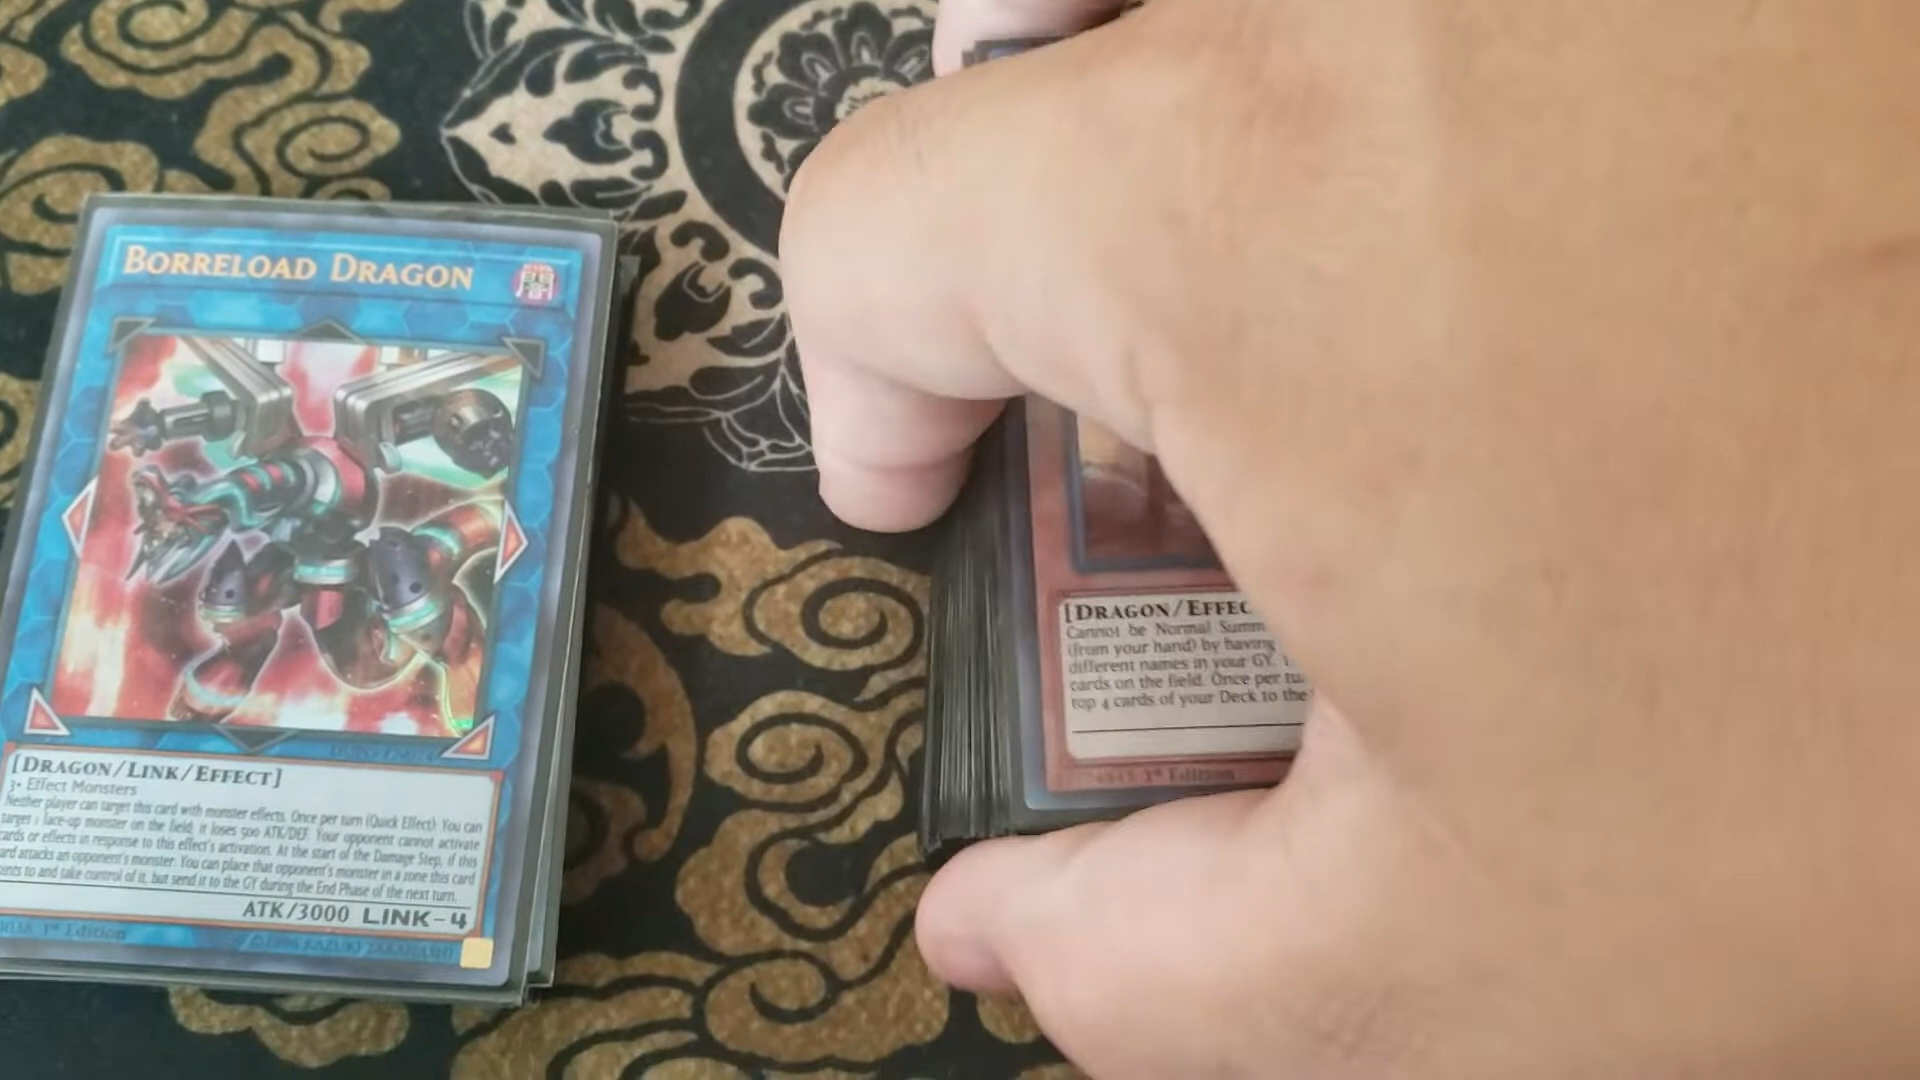 BORRELOAD DRAGON
闇
[DRAGON/LINK/EFFECT]
3+ Effect Monsters
Neither player can target this card with monster effects. Once per turn (Quick Effect): You can
target 1 face-up monster on the field; it loses 500 ATK/DEF. Your opponent cannot activate
cards or effects in response to this effect's activation. At the start of the Damage Step, if this
ard attacks an opponent's monster: You can place that opponent's monster in a zone this card
oints to and take control of it, but send it to the GY during the End Phase of the next turn.
ATK/3000 LINK-4
1st Edition
©1996 KAZUKI TAKAHASHI
[DRAGON/EFFEC
Cannot be Normal Summ
(from your hand) by having
different names in your GY.
cards on the field. Once per tu
top 4 cards of your Deck to the
1st Edition